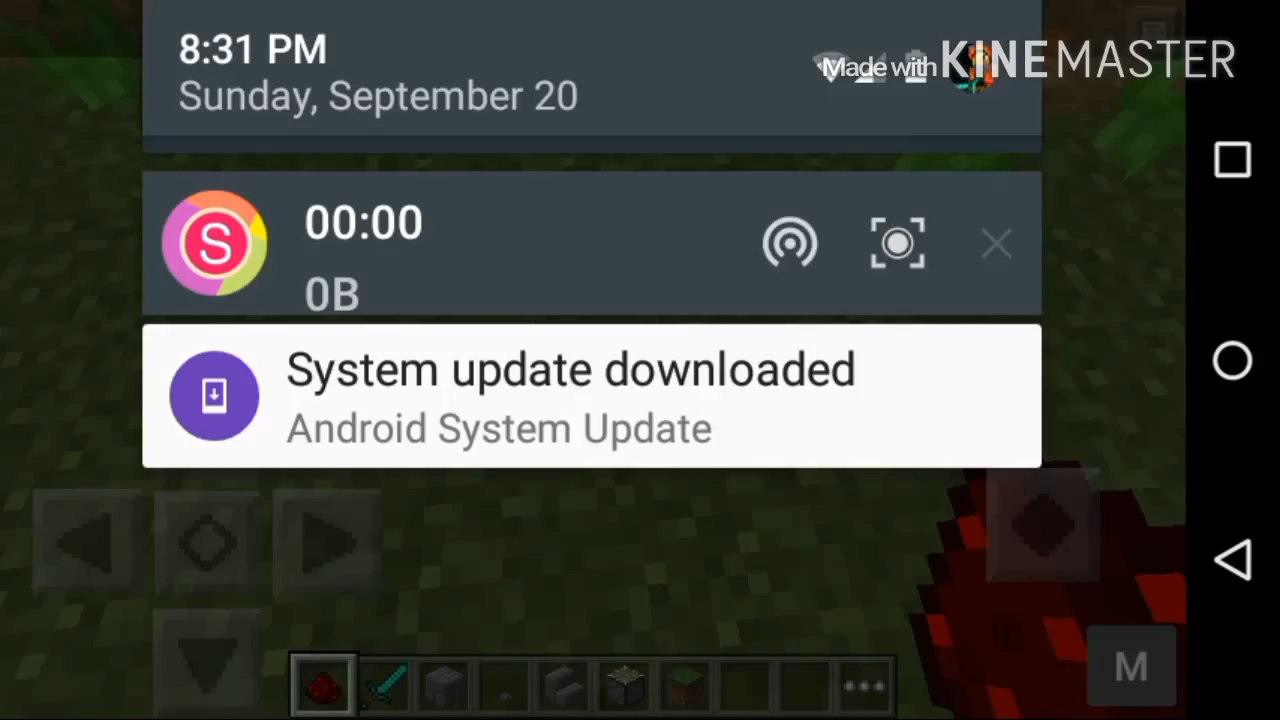 8:31 PM
Made with KINEMASTER
Sunday, September 20
S
00:00
0B
System update downloaded
Android System Update
M